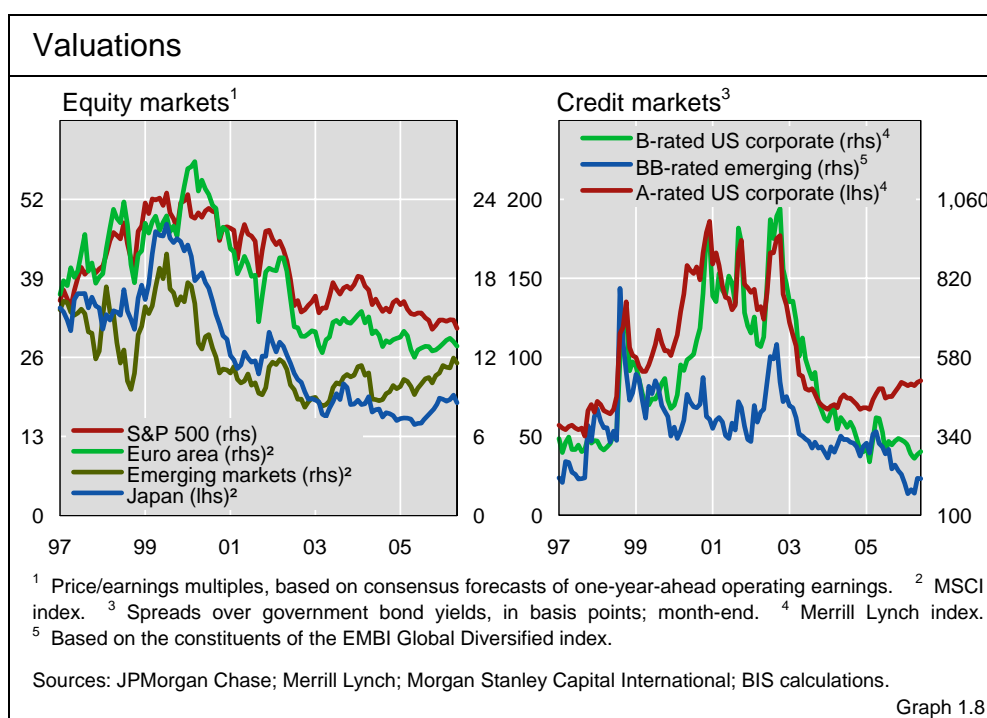 Valuations
Equity markets¹
52
39
26
13
0
24
18
12
6
0
S&P 500 (rhs)
Euro area (rhs)²
Emerging markets (rhs)²
Japan (lhs)²
97 99 01 03 05
Credit markets³
B-rated US corporate (rhs)⁴
BB-rated emerging (rhs)⁵
A-rated US corporate (lhs)⁴
200
150
100
50
0
1,060
820
580
340
100
97 99 01 03 05
¹ Price/earnings multiples, based on consensus forecasts of one-year-ahead operating earnings. ² MSCI
index. ³ Spreads over government bond yields, in basis points; month-end. ⁴ Merrill Lynch index.
⁵ Based on the constituents of the EMBI Global Diversified index.
Sources: JPMorgan Chase; Merrill Lynch; Morgan Stanley Capital International; BIS calculations.
Graph 1.8